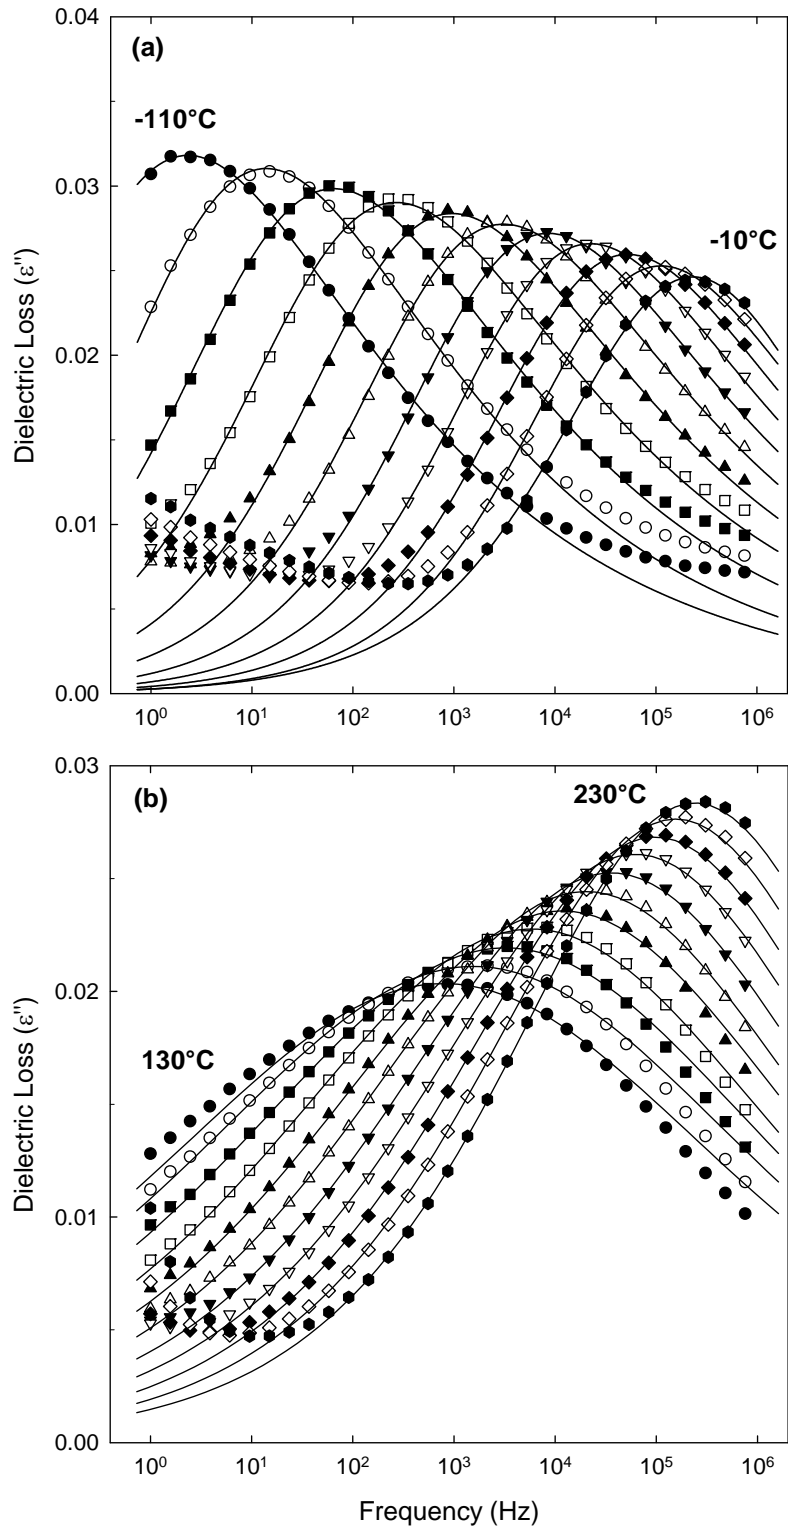 0.04
(a)
-110°C
0.03
-10°C
0.02
0.01
0.00
Dielectric Loss (ε")
10⁰ 10¹ 10² 10³ 10⁴ 10⁵ 10⁶
0.03
(b)
230°C
0.02
130°C
0.01
0.00
Dielectric Loss (ε")
10⁰ 10¹ 10² 10³ 10⁴ 10⁵ 10⁶
Frequency (Hz)